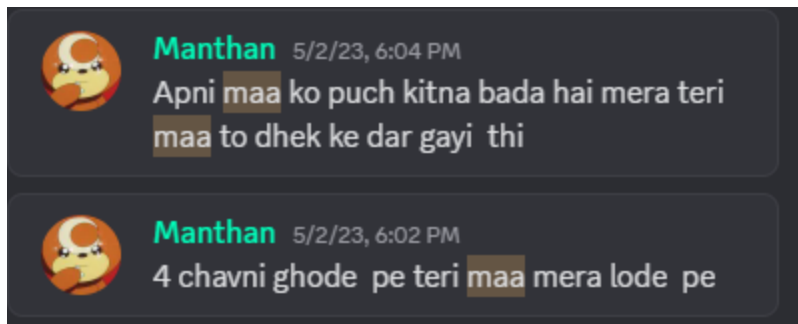 Manthan 5/2/23, 6:04 PM
Apni maa ko puch kitna bada hai mera teri
maa to dhek ke dar gayi thi
Manthan 5/2/23, 6:02 PM
4 chavni ghode pe teri maa mera lode pe